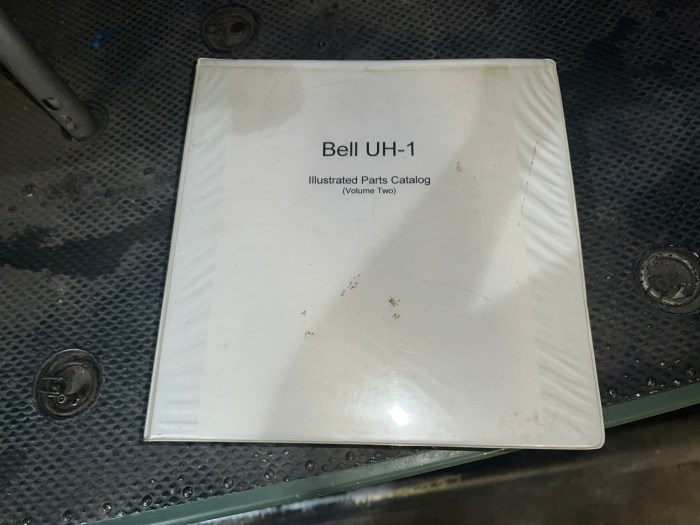 Bell UH-1
Illustrated Parts Catalog
(Volume Two)